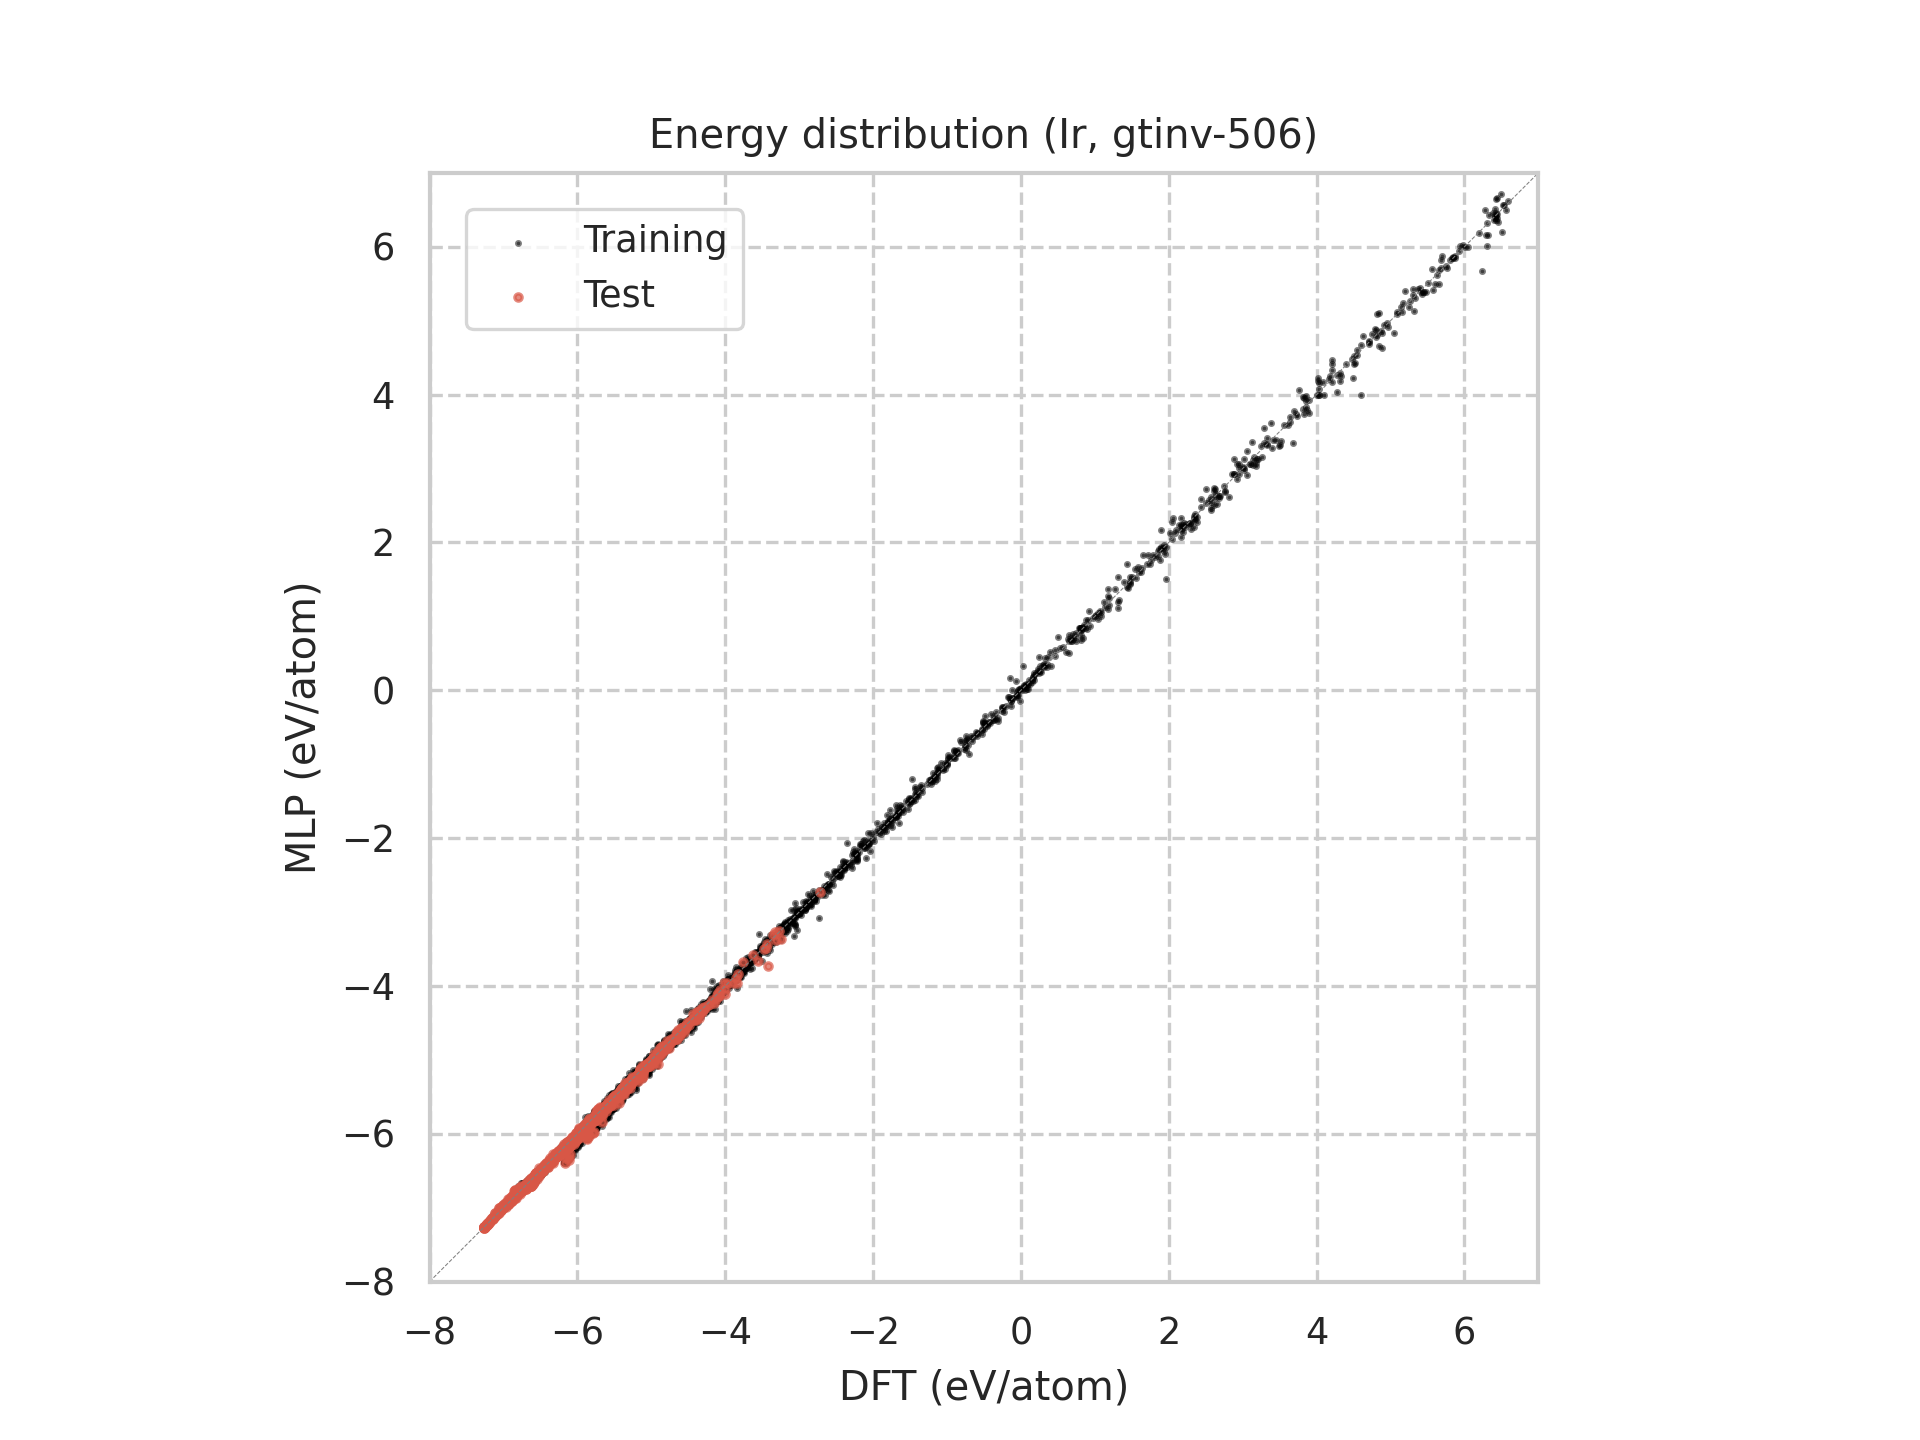 Energy distribution (Ir, gtinv-506)
Training
Test
6
4
2
0
−2
−4
−6
−8
MLP (eV/atom)
−8 −6 −4 −2 0 2 4 6
DFT (eV/atom)